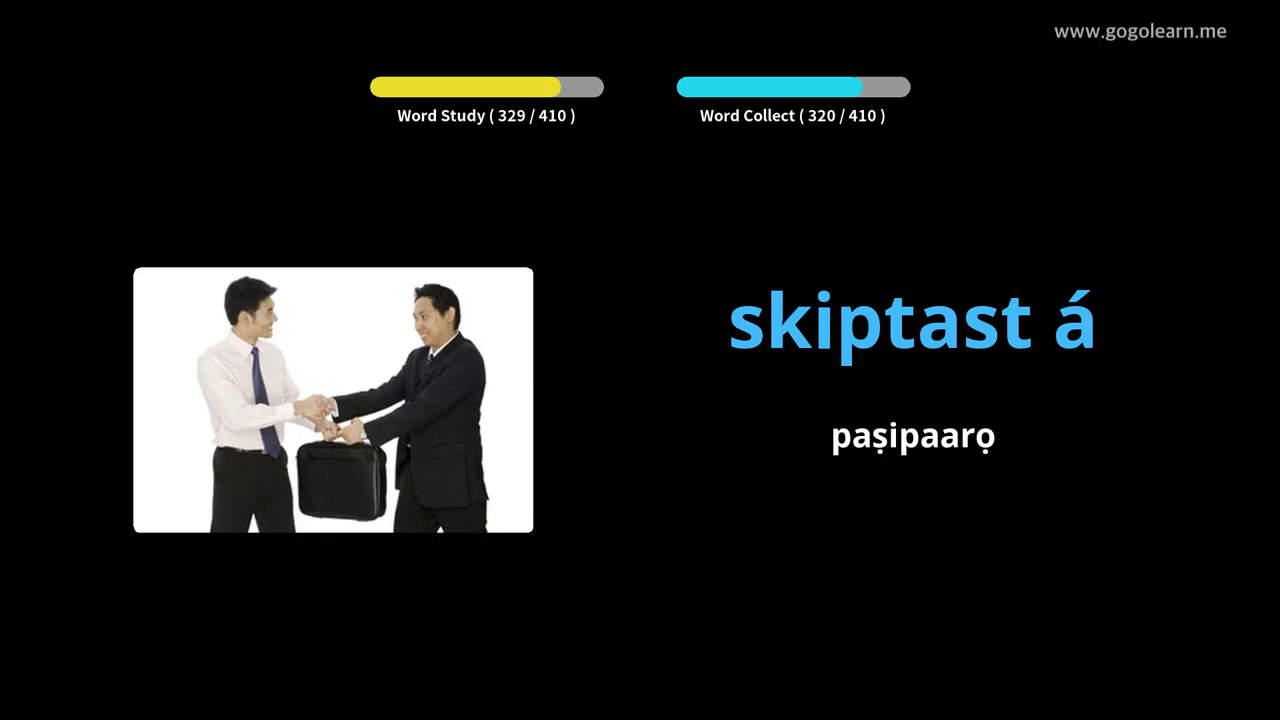 www.gogolearn.me
Word Study ( 329 / 410 )
Word Collect ( 320 / 410 )
skiptast á
paṣipaarọ